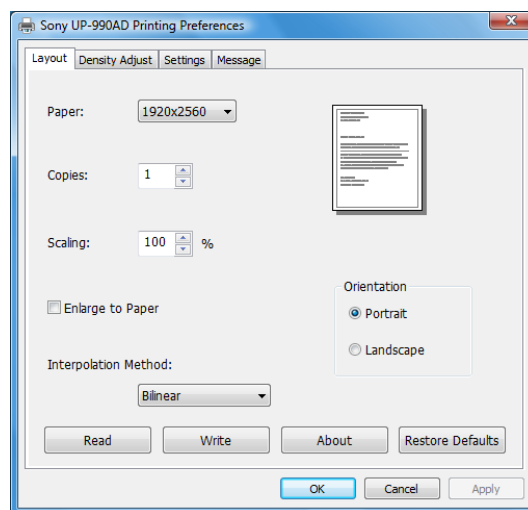 Sony UP-990AD Printing Preferences
Layout Density Adjust Settings Message
Paper: 1920x2560
Copies: 1
Scaling: 100 %
Enlarge to Paper
Orientation
Portrait
Landscape
Interpolation Method:
Bilinear
Read Write About Restore Defaults
OK Cancel Apply